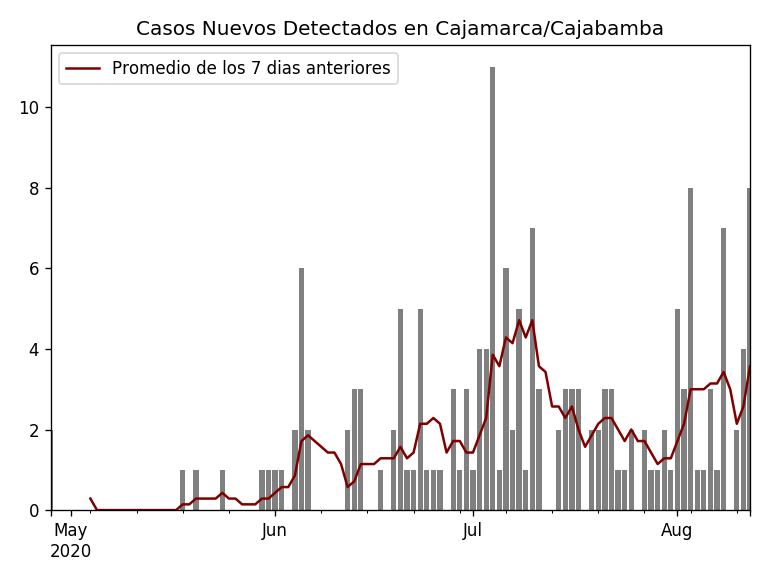 Casos Nuevos Detectados en Cajamarca/Cajabamba
Promedio de los 7 dias anteriores
10
8
6
4
2
0
May Jun Jul Aug
2020